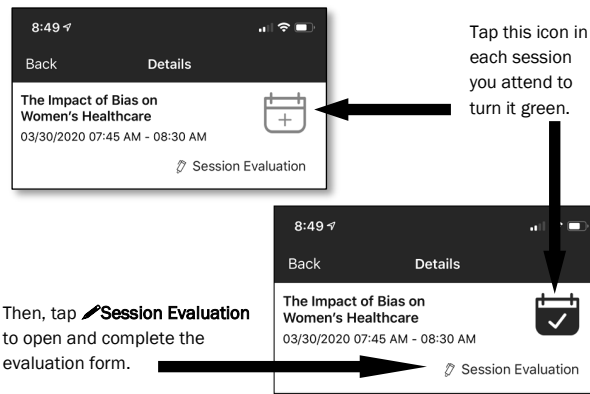 8:49
Back Details
The Impact of Bias on
Women's Healthcare
03/30/2020 07:45 AM - 08:30 AM
Session Evaluation
Tap this icon in
each session
you attend to
turn it green.
8:49
Back Details
The Impact of Bias on
Women's Healthcare
03/30/2020 07:45 AM - 08:30 AM
Session Evaluation
Then, tap Session Evaluation
to open and complete the
evaluation form.